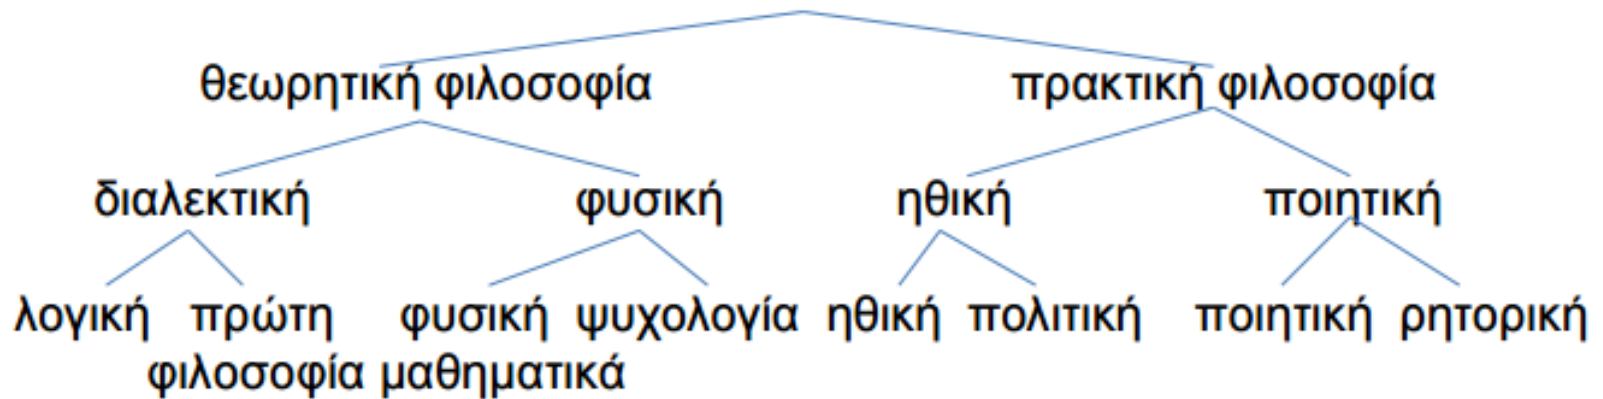 θεωρητική φιλοσοφία πρακτική φιλοσοφία
διαλεκτική φυσική ηθική ποιητική
λογική πρώτη φυσική ψυχολογία ηθική πολιτική ποιητική ρητορική
φιλοσοφία μαθηματικά